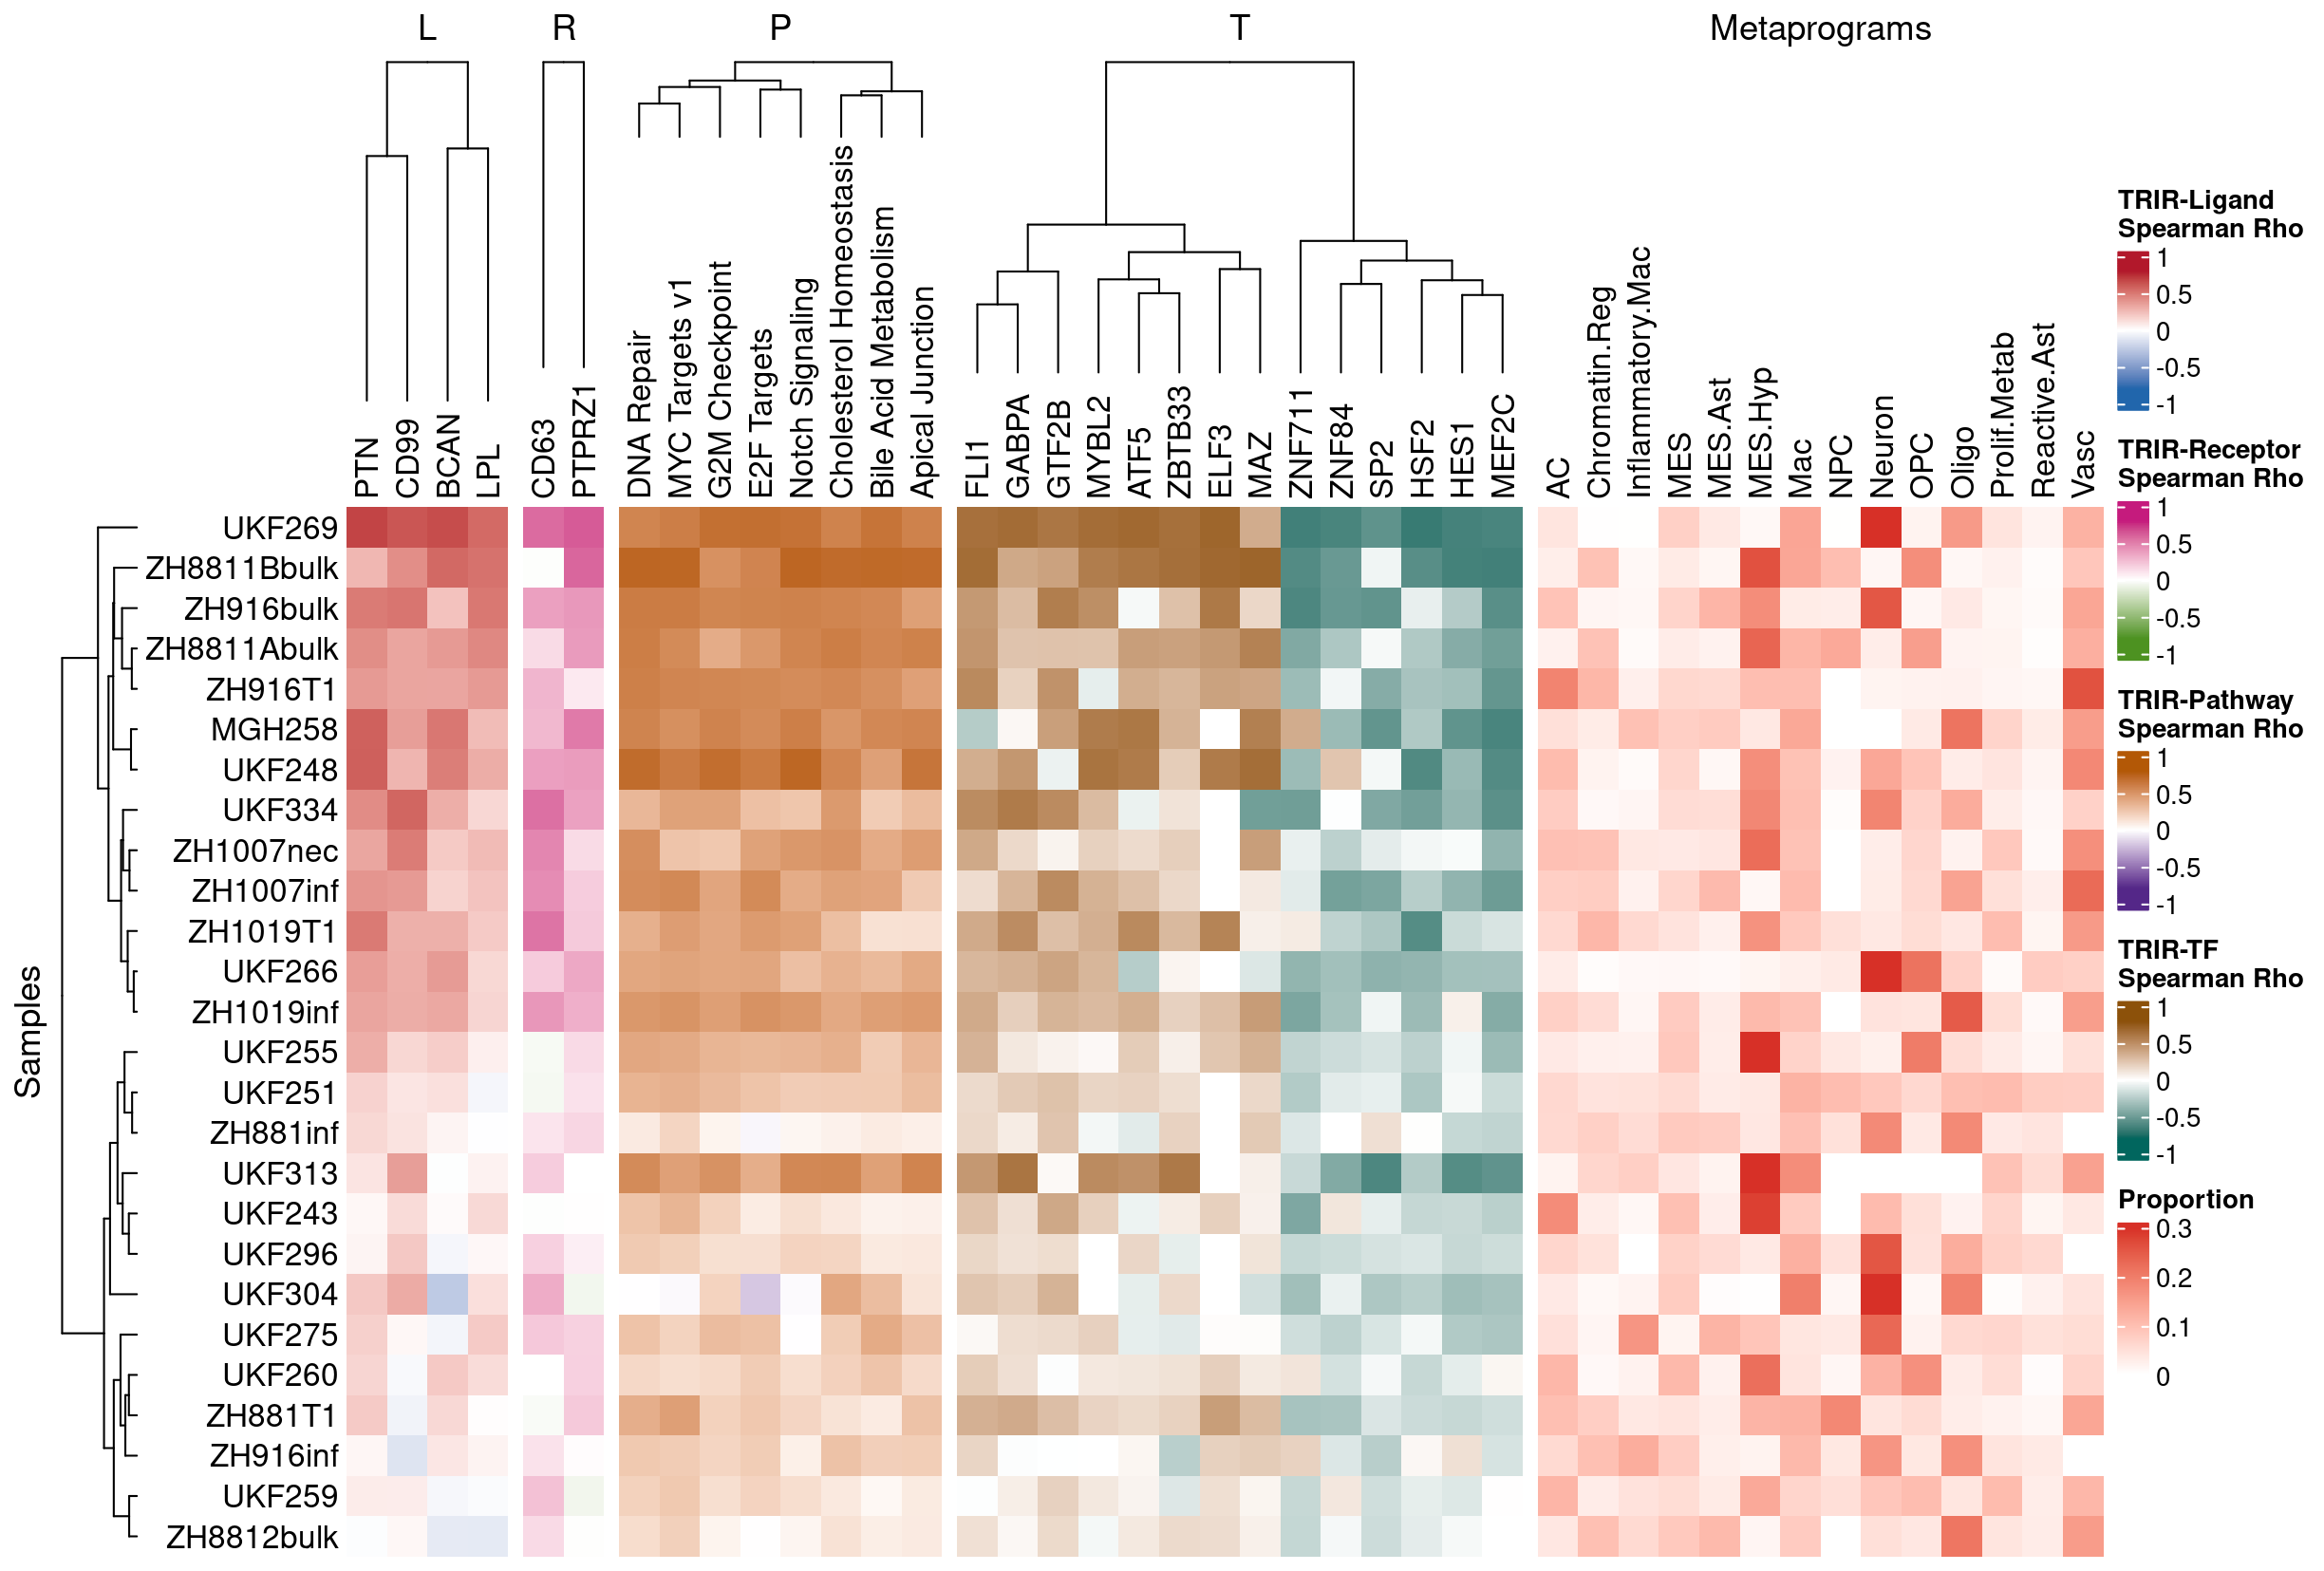 L
R
P
T
Metaprograms
PTN
CD99
BCAN
LPL
CD63
PTPRZ1
DNA Repair
MYC Targets v1
G2M Checkpoint
E2F Targets
Notch Signaling
Cholesterol Homeostasis
Bile Acid Metabolism
Apical Junction
FLI1
GABPA
GTF2B
MYBL2
ATF5
ZBTB33
ELF3
MAZ
ZNF711
ZNF84
SP2
HSF2
HES1
MEF2C
AC
Chromatin.Reg
Inflammatory.Mac
MES
MES.Ast
MES.Hyp
Mac
NPC
Neuron
OPC
Oligo
Prolif.Metab
Reactive.Ast
Vasc
Samples
UKF269
ZH8811Bbulk
ZH916bulk
ZH8811Abulk
ZH916T1
MGH258
UKF248
UKF334
ZH1007nec
ZH1007inf
ZH1019T1
UKF266
ZH1019inf
UKF255
UKF251
ZH881inf
UKF313
UKF243
UKF296
UKF304
UKF275
UKF260
ZH881T1
ZH916inf
UKF259
ZH8812bulk
TRIR-Ligand
Spearman Rho
1
0.5
0
-0.5
-1
TRIR-Receptor
Spearman Rho
1
0.5
0
-0.5
-1
TRIR-Pathway
Spearman Rho
1
0.5
0
-0.5
-1
TRIR-TF
Spearman Rho
1
0.5
0
-0.5
-1
Proportion
0.3
0.2
0.1
0